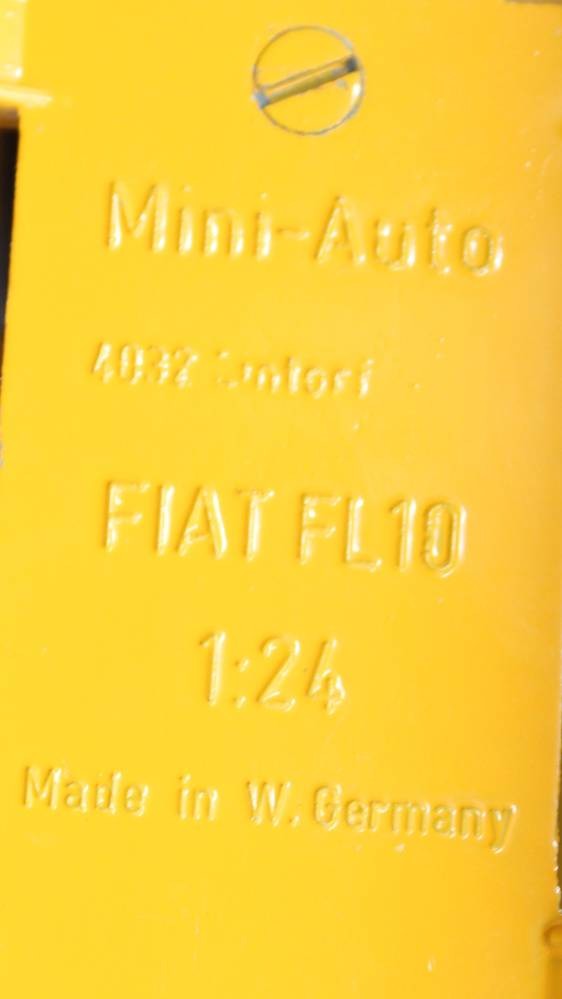 Mini-Auto
4032 Lintorf
FIAT FL10
1:24
Made in W. Germany